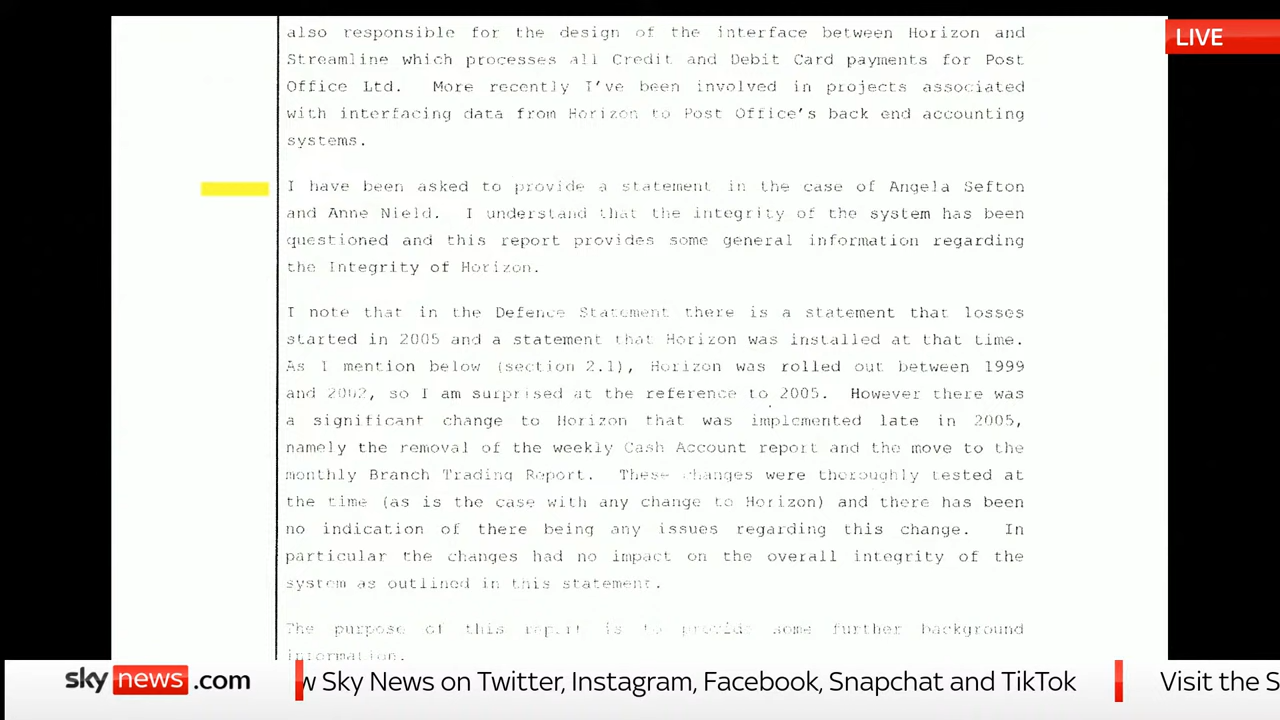 also responsible for the design of the interface between Horizon and
LIVE
Streamline which processes all Credit and Debit Card payments for Post
Office Ltd. More recently I've been involved in projects associated
with interfacing data from Horizon to Post Office's back end accounting
systems.
I have been asked to provide a statement in the case of Angela Sefton
and Anne Nield. I understand that the integrity of the system has been
questioned and this report provides some general information regarding
the Integrity of Horizon.
I note that in the Defence Statement there is a statement that losses
started in 2005 and a statement that Horizon was installed at that time.
As I mention below (section 2.1), Horizon was rolled out between 1999
and 2002, so I am surprised at the reference to 2005. However there was
a significant change to Horizon that was implemented late in 2005,
namely the removal of the weekly Cash Account report and the move to the
monthly Branch Trading Report. These changes were thoroughly tested at
the time (as is the case with any change to Horizon) and there has been
no indication of there being any issues regarding this change. In
particular the changes had no impact on the overall integrity of the
system as outlined in this statement.
The purpose of this report is to provide some further background
information.
sky news .com w Sky News on Twitter, Instagram, Facebook, Snapchat and TikTok Visit the S